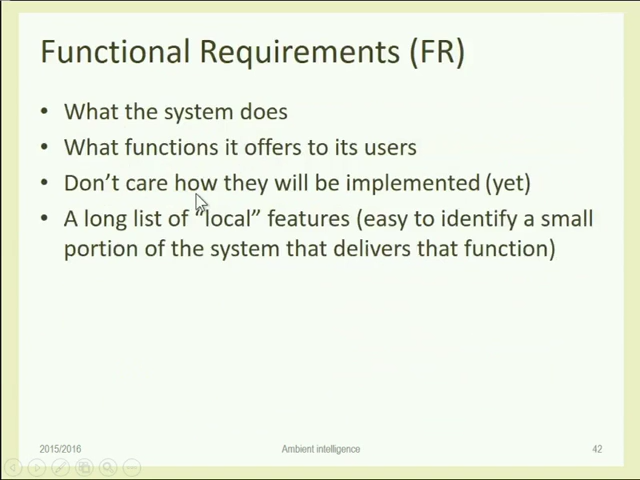 Functional Requirements (FR)
• What the system does
• What functions it offers to its users
• Don't care how they will be implemented (yet)
• A long list of "local" features (easy to identify a small
portion of the system that delivers that function)
2015/2016
Ambient intelligence
42